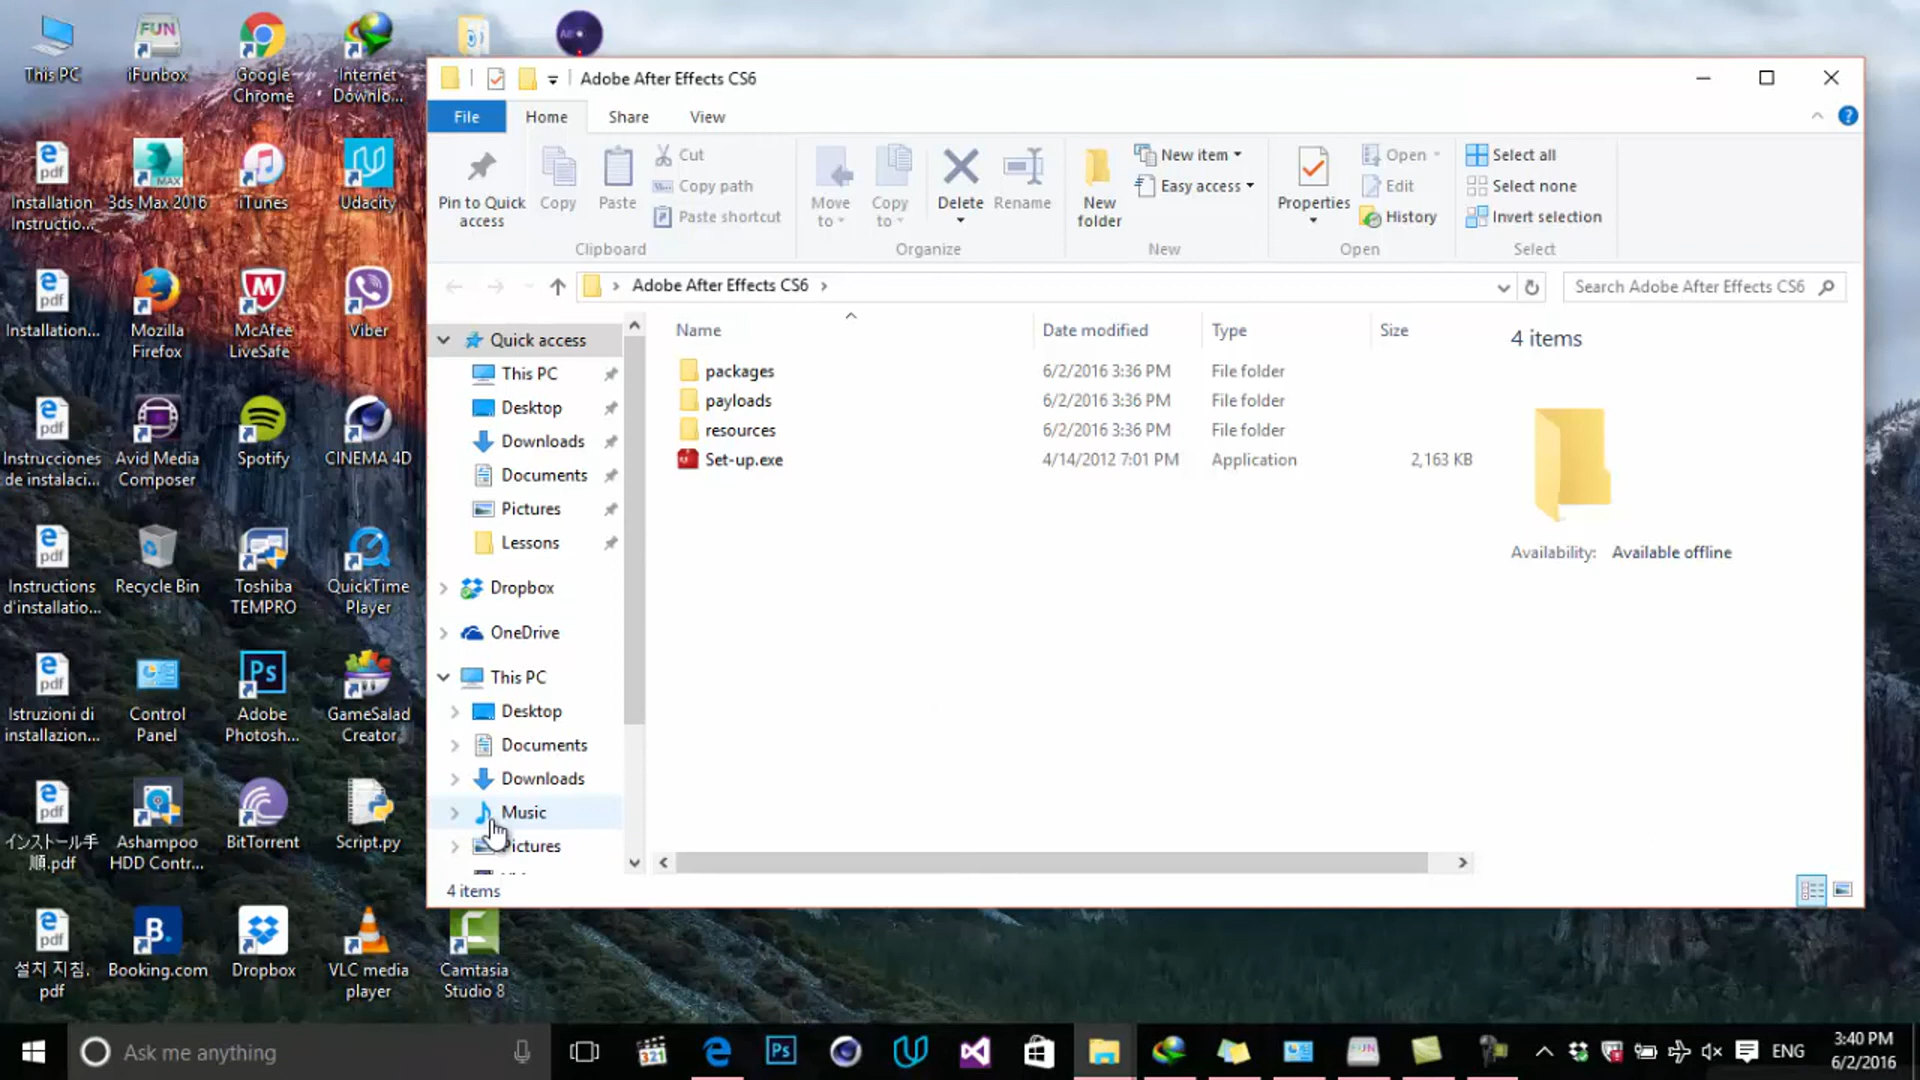 This PC
iFunbox
Google
Chrome
Internet
Downlo...
Installation
Instructio...
3ds Max 2016
iTunes
Udacity
Installation...
Mozilla
Firefox
McAfee
LiveSafe
Viber
Instrucciones
de instalaci...
Avid Media
Composer
Spotify
CINEMA 4D
Instructions
d'installatio...
Recycle Bin
Toshiba
TEMPRO
QuickTime
Player
Istruzioni di
installazion...
Control
Panel
Adobe
Photosh...
GameSalad
Creator
インストール手
順.pdf
Ashampoo
HDD Contr...
BitTorrent
Script.py
설치 지침.
pdf
Booking.com
Dropbox
VLC media
player
Camtasia
Studio 8
Adobe After Effects CS6
File
Home
Share
View
Pin to Quick
access
Copy
Paste
Cut
Copy path
Paste shortcut
Clipboard
Move
to
Copy
to
Delete
Rename
Organize
New
folder
New item
Easy access
New
Properties
Open
Edit
History
Open
Select all
Select none
Invert selection
Select
Adobe After Effects CS6
Search Adobe After Effects CS6
Quick access
This PC
Desktop
Downloads
Documents
Pictures
Lessons
Dropbox
OneDrive
This PC
Desktop
Documents
Downloads
Music
Pictures
Name
Date modified
Type
Size
packages 6/2/2016 3:36 PM File folder
payloads 6/2/2016 3:36 PM File folder
resources 6/2/2016 3:36 PM File folder
Set-up.exe 4/14/2012 7:01 PM Application 2,163 KB
4 items
Availability: Available offline
4 items
Ask me anything
ENG
3:40 PM
6/2/2016